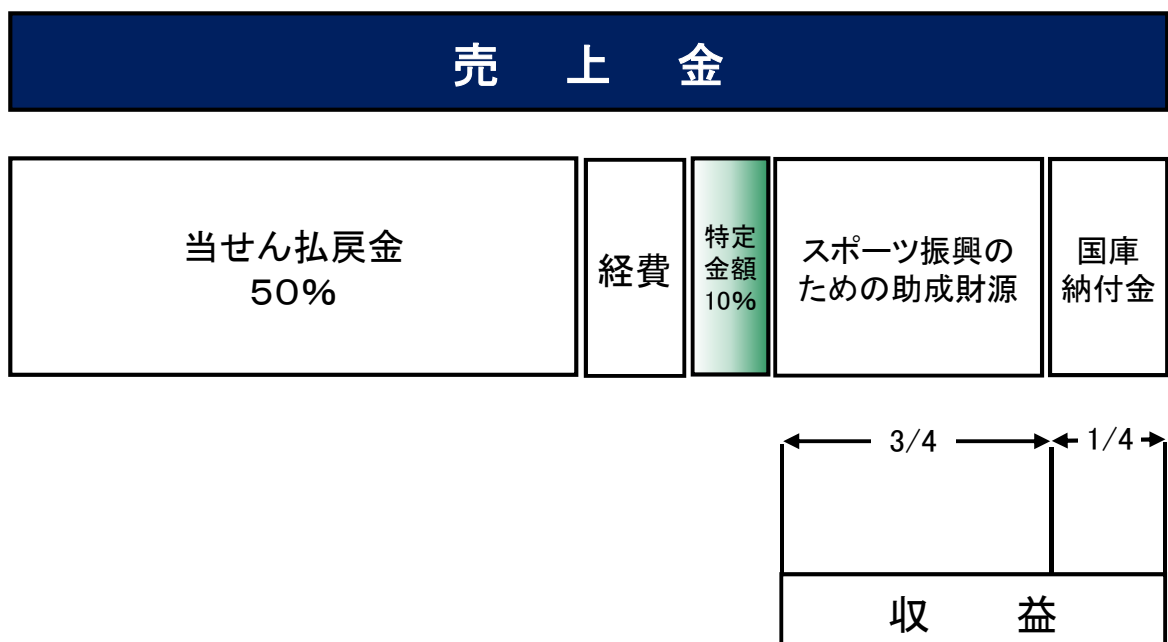 売 上 金
当せん払戻金
50%
経費
特定
金額
10%
スポーツ振興の
ための助成財源
国庫
納付金
3/4
1/4
収 益